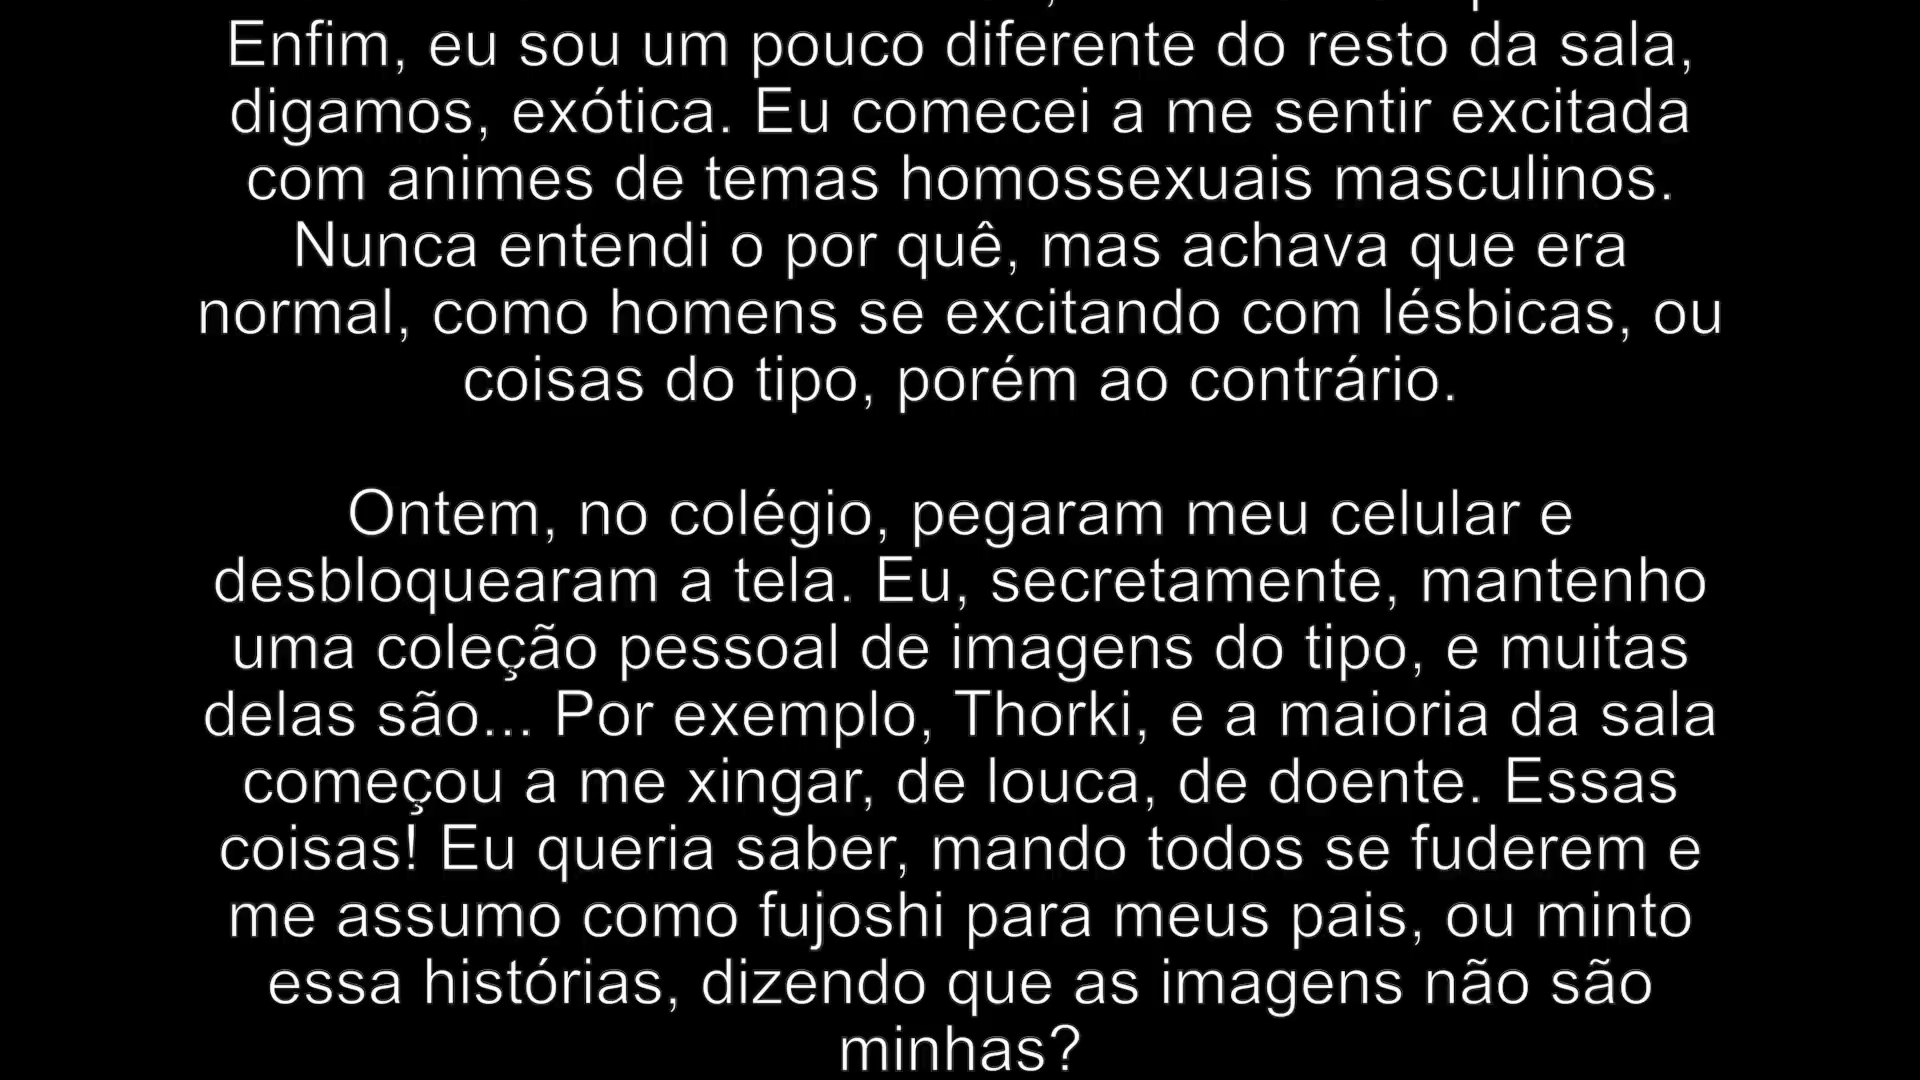 Enfim, eu sou um pouco diferente do resto da sala,
digamos, exótica. Eu comecei a me sentir excitada
com animes de temas homossexuais masculinos.
Nunca entendi o por quê, mas achava que era
normal, como homens se excitando com lésbicas, ou
coisas do tipo, porém ao contrário.
Ontem, no colégio, pegaram meu celular e
desbloquearam a tela. Eu, secretamente, mantenho
uma coleção pessoal de imagens do tipo, e muitas
delas são... Por exemplo, Thorki, e a maioria da sala
começou a me xingar, de louca, de doente. Essas
coisas! Eu queria saber, mando todos se fuderem e
me assumo como fujoshi para meus pais, ou minto
essa histórias, dizendo que as imagens não são
minhas?